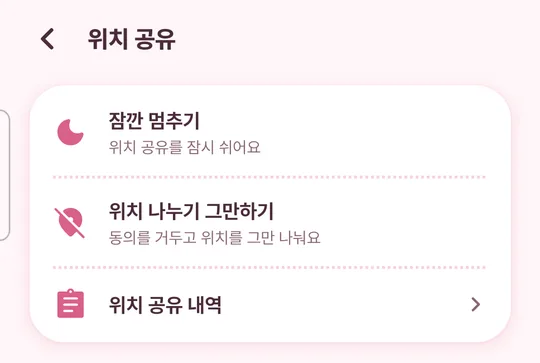 위치 공유
잠깐 멈추기
위치 공유를 잠시 쉬어요
위치 나누기 그만하기
동의를 거두고 위치를 그만 나눠요
위치 공유 내역